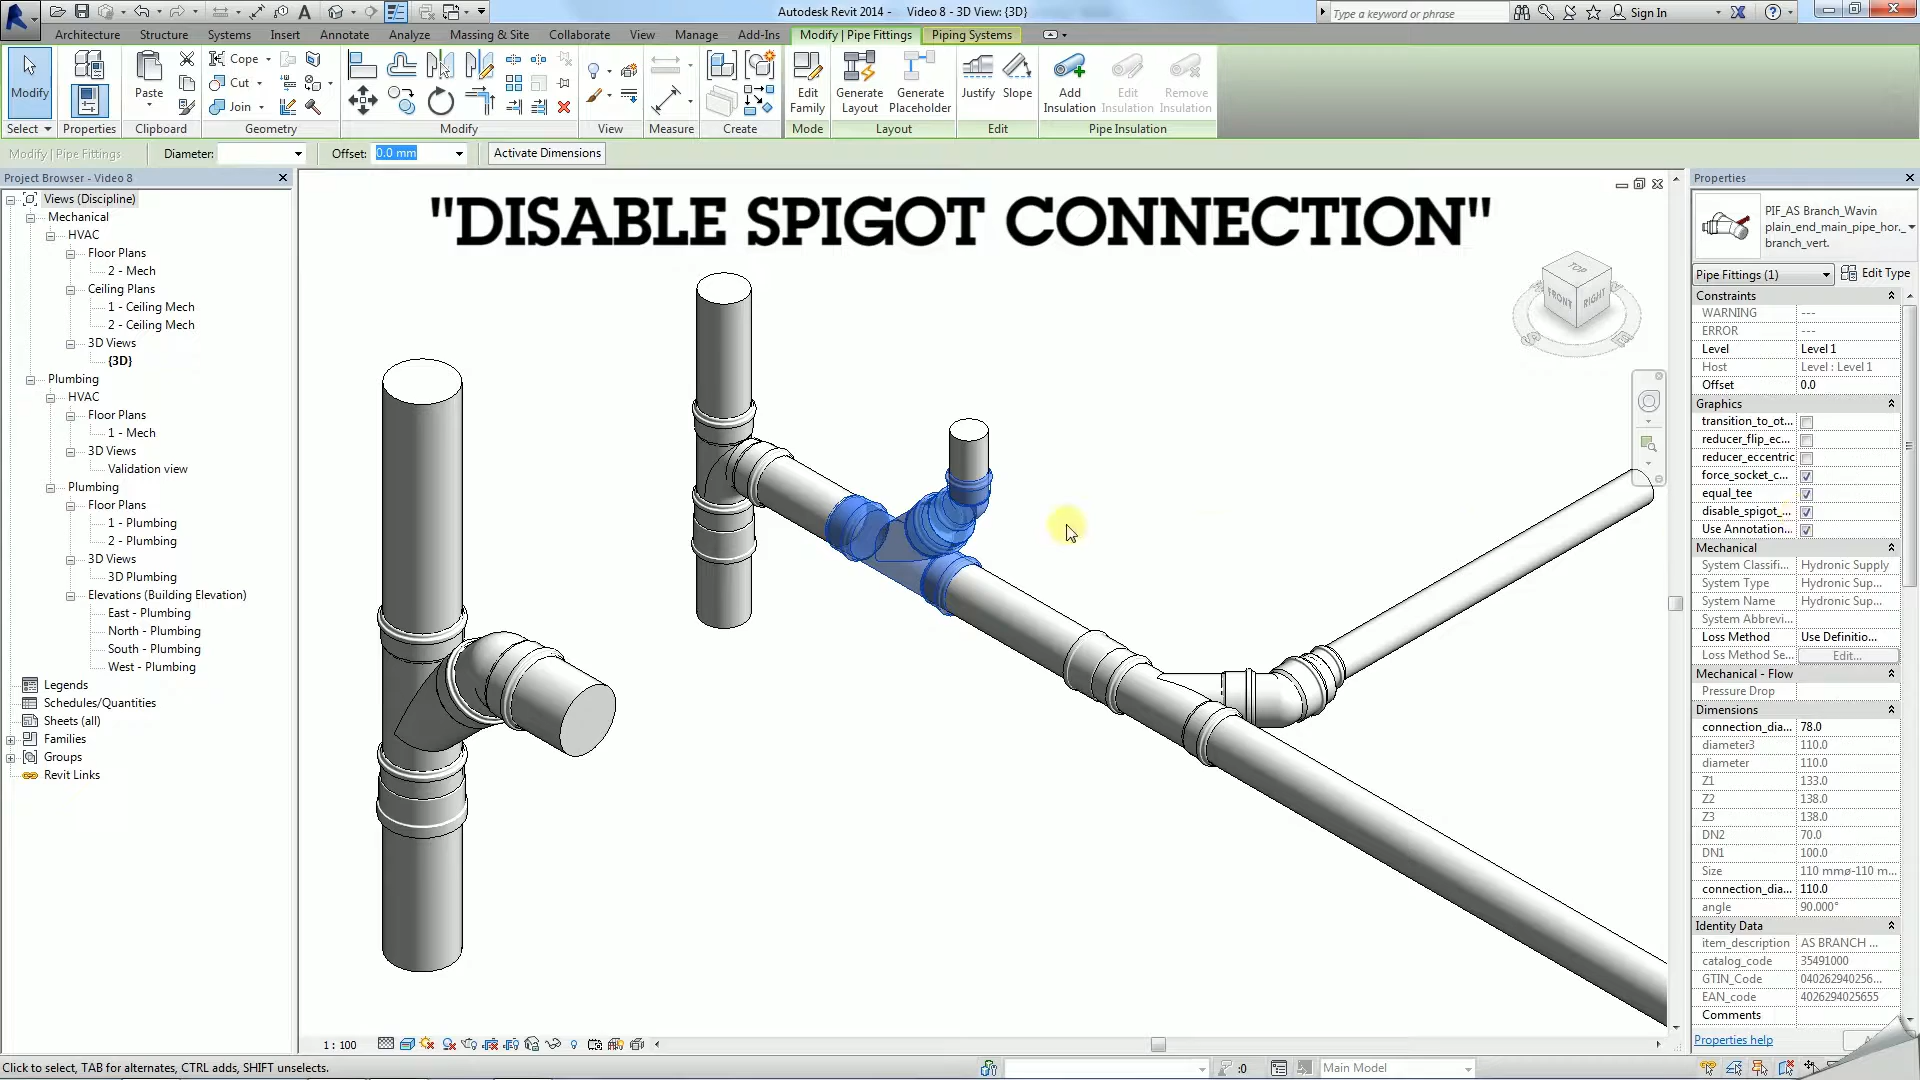 Autodesk Revit 2014 -    Video 8 - 3D View: {3D}
Type a keyword or phrase
Sign In
Architecture
Structure
Systems
Insert
Annotate
Analyze
Massing & Site
Collaborate
View
Manage
Add-Ins
Modify | Pipe Fittings
Piping Systems
Modify
Paste
Cope
Cut
Join
Edit Family
Generate Layout
Generate Placeholder
Justify
Slope
Add Insulation
Edit Insulation
Remove Insulation
Select
Properties
Clipboard
Geometry
Modify
View
Measure
Create
Mode
Layout
Edit
Pipe Insulation
Modify | Pipe Fittings
Diameter:
Offset: 0.0 mm
Activate Dimensions
Project Browser - Video 8
Views (Discipline)
Mechanical
HVAC
Floor Plans
2 - Mech
Ceiling Plans
1 - Ceiling Mech
2 - Ceiling Mech
3D Views
{3D}
Plumbing
HVAC
Floor Plans
1 - Mech
3D Views
Validation view
Plumbing
Floor Plans
1 - Plumbing
2 - Plumbing
3D Views
3D Plumbing
Elevations (Building Elevation)
East - Plumbing
North - Plumbing
South - Plumbing
West - Plumbing
Legends
Schedules/Quantities
Sheets (all)
Families
Groups
Revit Links
"DISABLE SPIGOT CONNECTION"
TOP
FRONT
RIGHT
Properties
PIF_AS Branch_Wavin
plain_end_main_pipe_hor._
branch_vert.
Pipe Fittings (1)
Edit Type
Constraints
WARNING ---
ERROR ---
Level Level 1
Host Level : Level 1
Offset 0.0
Graphics
transition_to_ot...
reducer_flip_ec...
reducer_eccentric
force_socket_c...
equal_tee
disable_spigot_...
Use Annotation...
Mechanical
System Classifi... Hydronic Supply
System Type Hydronic Sup...
System Name Hydronic Sup...
System Abbrevi...
Loss Method Use Definitio...
Loss Method Se... Edit...
Mechanical - Flow
Pressure Drop
Dimensions
connection_dia... 78.0
diameter3 110.0
diameter 110.0
Z1 133.0
Z2 138.0
Z3 138.0
DN2 70.0
DN1 100.0
Size 110 mmø-110 m...
connection_dia... 110.0
angle 90.000°
Identity Data
item_description AS BRANCH ...
catalog_code 35491000
GTIN_Code 040262940256...
EAN_code 4026294025655
Comments
Properties help
1 : 100
Click to select, TAB for alternates, CTRL adds, SHIFT unselects.
:0
Main Model